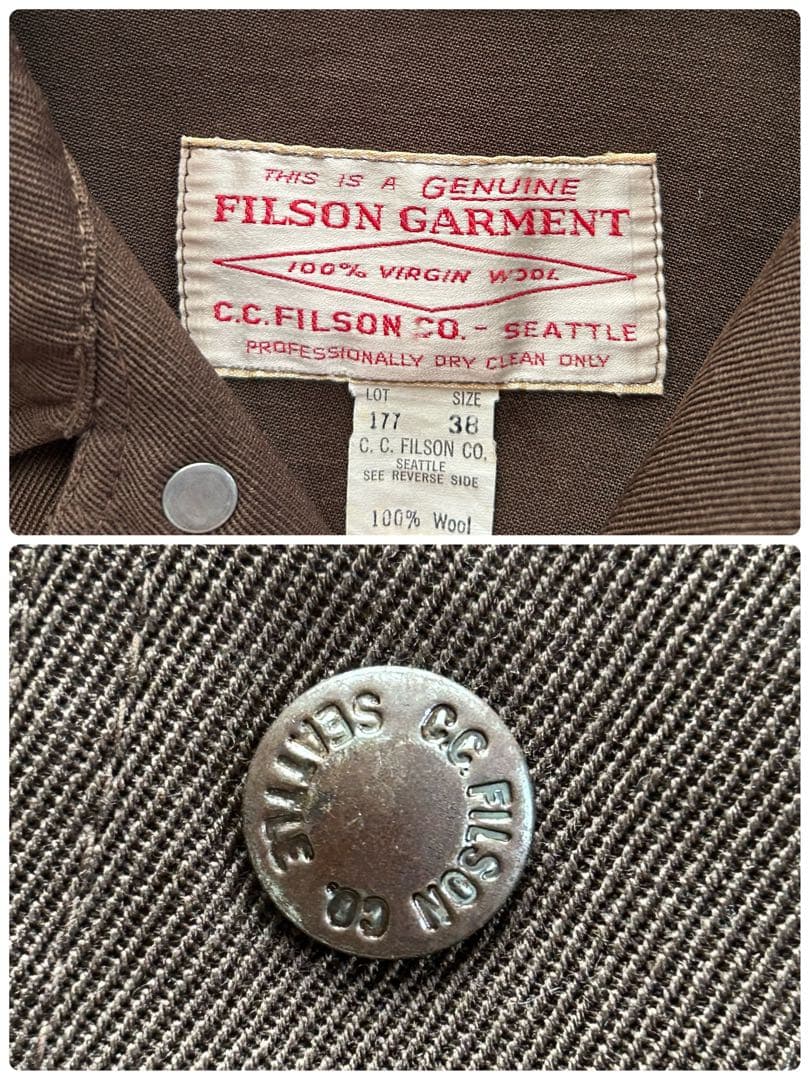 THIS IS A GENUINE
FILSON GARMENT
100% VIRGIN WOOL
C.C. FILSON CO. - SEATTLE
PROFESSIONALLY DRY CLEAN ONLY
LOT SIZE
177 38
C. C. FILSON CO.
SEATTLE
SEE REVERSE SIDE
100% Wool
C.C. FILSON CO.
SEATTLE